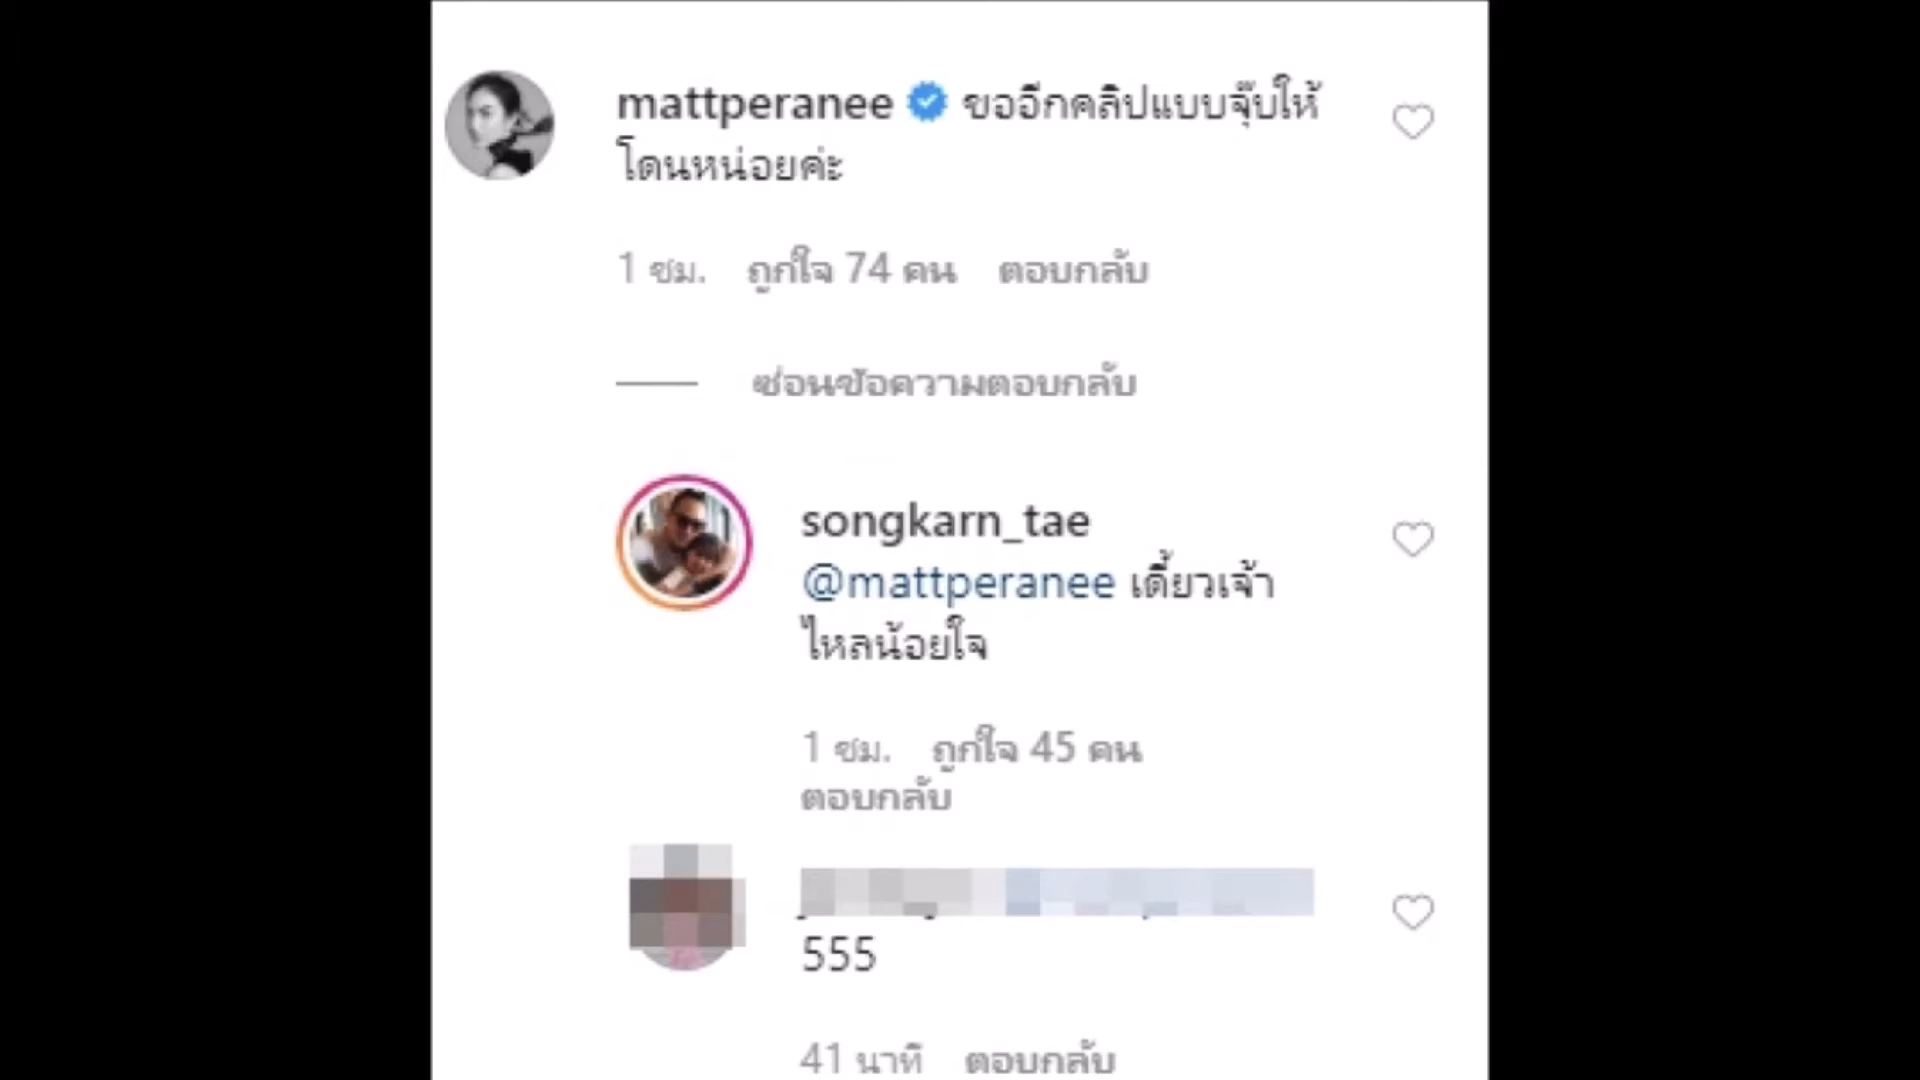 mattperanee ขออีกคลิปแบบจุ๊บให้
โดนหน่อยค่ะ
1 ชม. ถูกใจ 74 คน ตอบกลับ
ซ่อนข้อความตอบกลับ
songkarn_tae
@mattperanee เดี๋ยวเจ้า
ไหลน้อยใจ
1 ชม. ถูกใจ 45 คน
ตอบกลับ
555
41 นาที ตอบกลับ